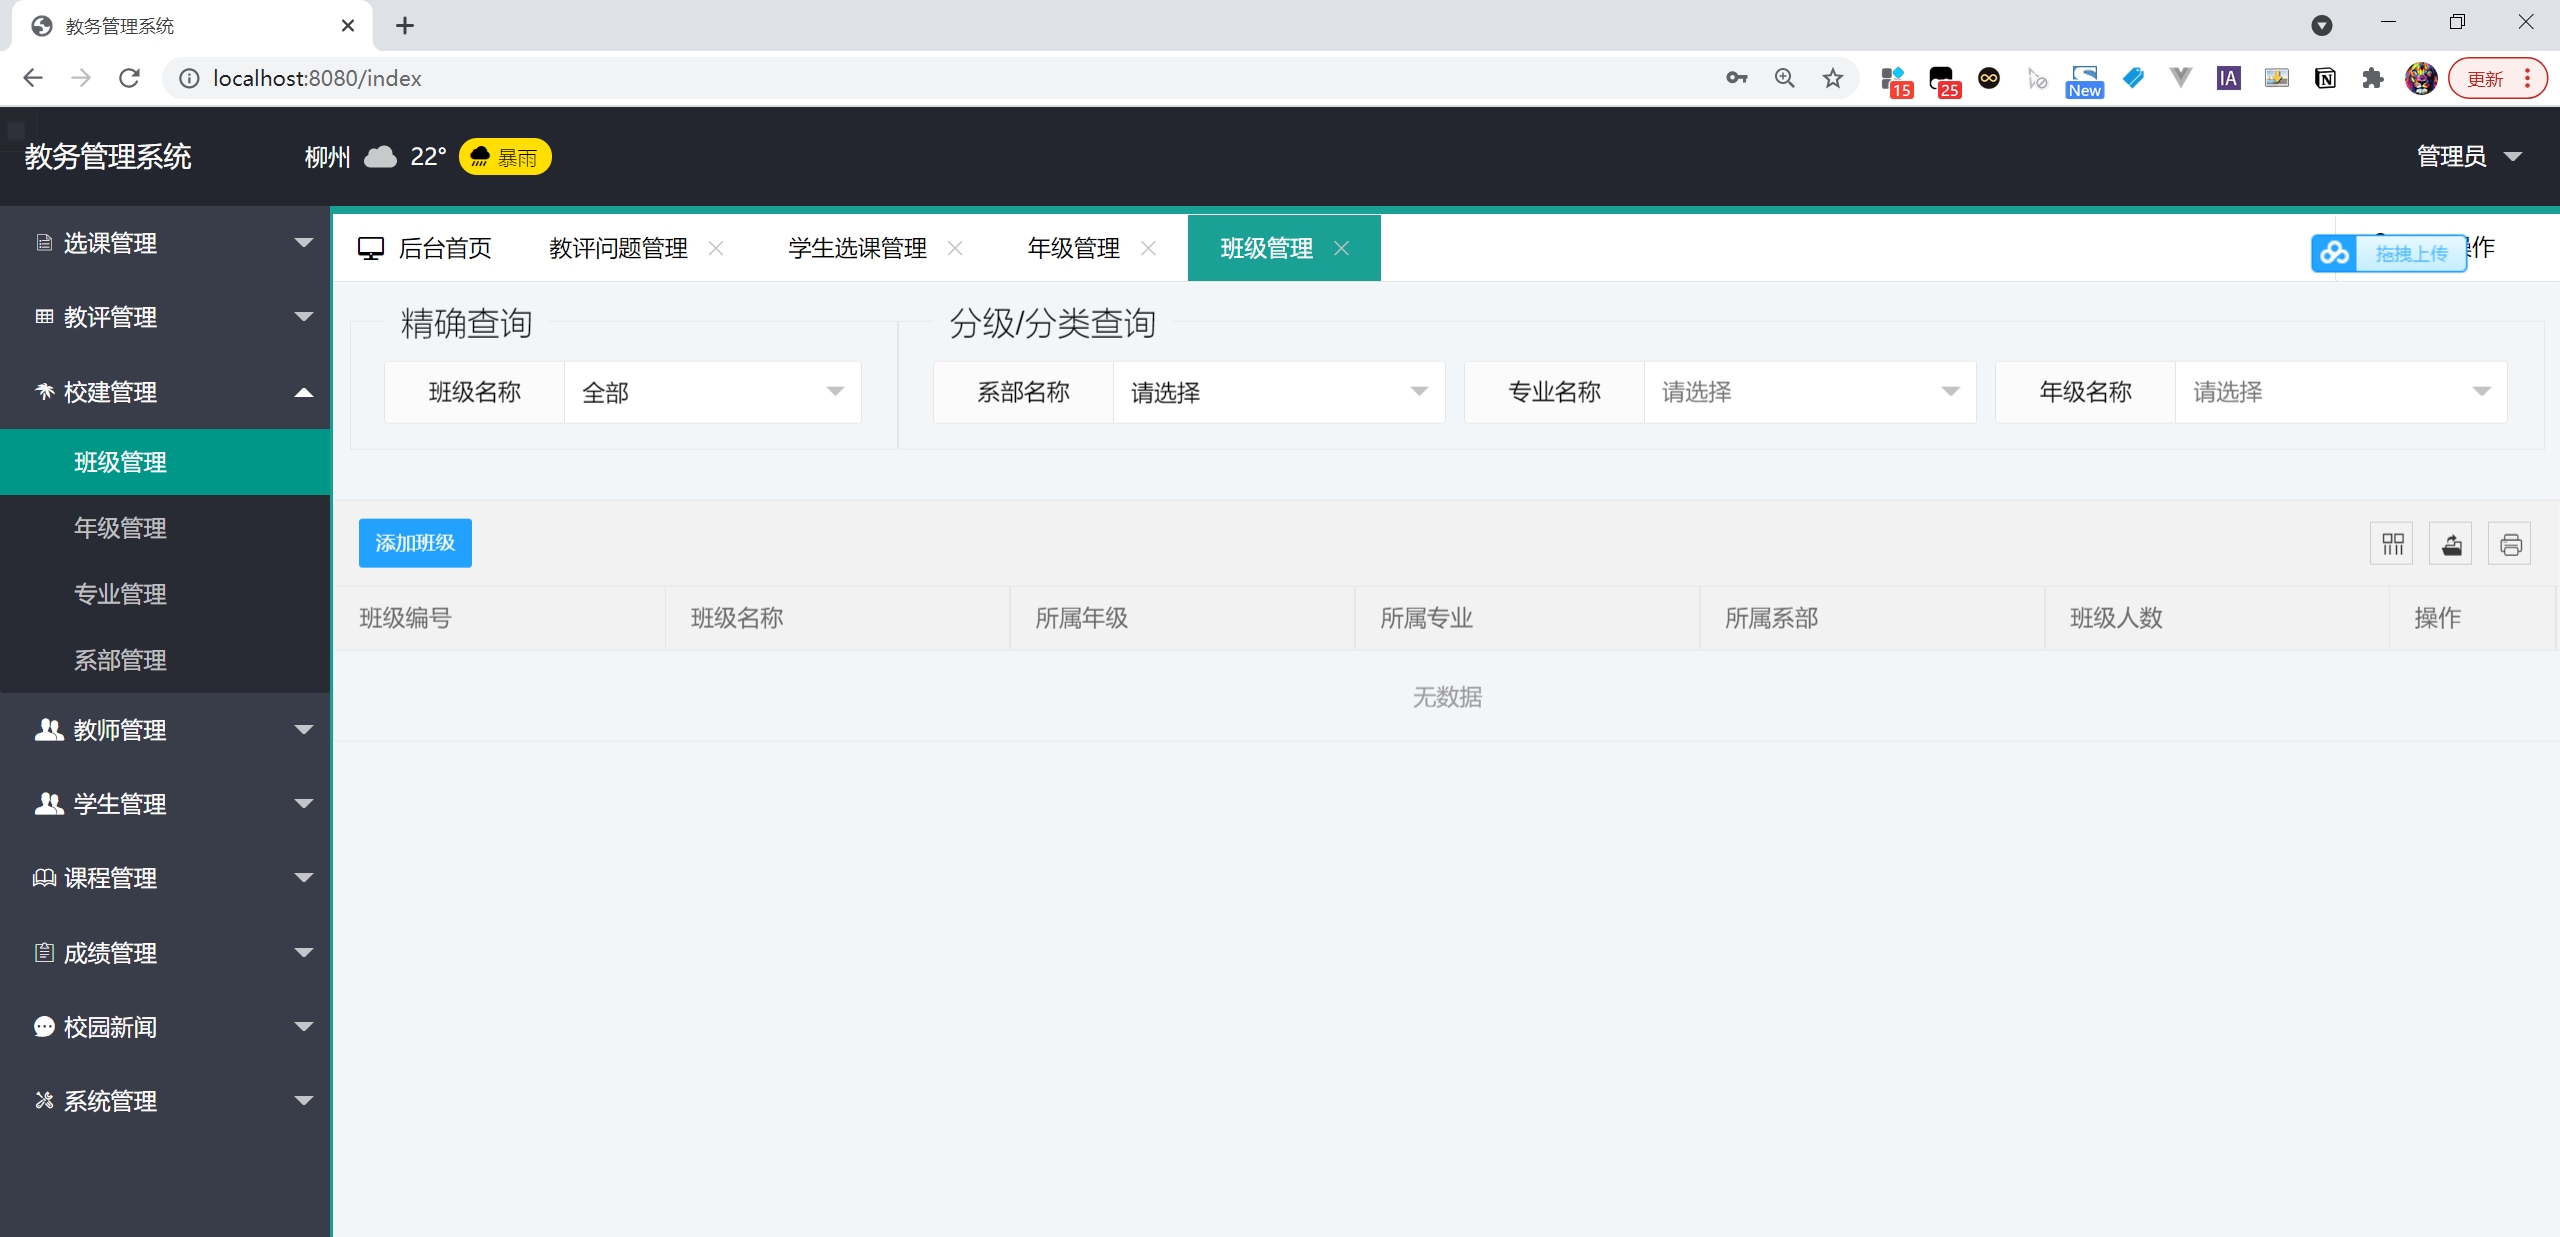 教务管理系统
localhost:8080/index
15
25
New
IA
更新
教务管理系统
柳州 22° 暴雨
管理员
选课管理
教评管理
校建管理
班级管理
年级管理
专业管理
系部管理
教师管理
学生管理
课程管理
成绩管理
校园新闻
系统管理
后台首页 教评问题管理 学生选课管理 年级管理 班级管理
拖拽上传
作
精确查询
班级名称 全部
分级/分类查询
系部名称 请选择 专业名称 请选择 年级名称 请选择
添加班级
班级编号 班级名称 所属年级 所属专业 所属系部 班级人数 操作
无数据